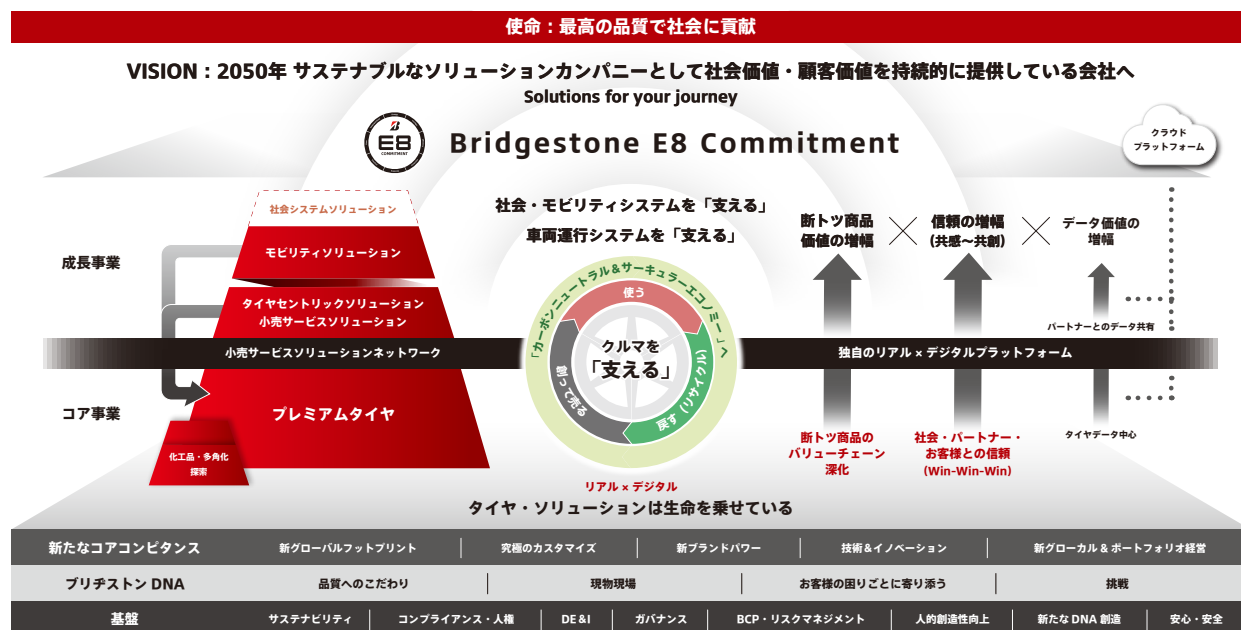 使命：最高の品質で社会に貢献
VISION：2050年 サステナブルなソリューションカンパニーとして社会価値・顧客価値を持続的に提供している会社へ
Solutions for your journey
E8
COMMITMENT
Bridgestone E8 Commitment
クラウド
プラットフォーム
社会システムソリューション
モビリティソリューション
成長事業
タイヤセントリックソリューション
小売サービスソリューション
小売サービスソリューションネットワーク
コア事業
プレミアムタイヤ
化工品・多角化
探索
社会・モビリティシステムを「支える」
車両運行システムを「支える」
「カーボンニュートラル＆サーキュラーエコノミー」へ
使う
クルマを
「支える」
創って売る
戻す（リサイクル）
リアル × デジタル
タイヤ・ソリューションは生命を乗せている
断トツ商品
価値の増幅
信頼の増幅
（共感～共創）
データ価値の
増幅
パートナーとのデータ共有
独自のリアル × デジタルプラットフォーム
断トツ商品の
バリューチェーン
深化
社会・パートナー・
お客様との信頼
(Win-Win-Win)
タイヤデータ中心
新たなコアコンピタンス 新グローバルフットプリント 究極のカスタマイズ 新ブランドパワー 技術＆イノベーション 新グローカル & ポートフォリオ経営
ブリヂストン DNA 品質へのこだわり 現物現場 お客様の困りごとに寄り添う 挑戦
基盤 サステナビリティ コンプライアンス・人権 DE&I ガバナンス BCP・リスクマネジメント 人的創造性向上 新たな DNA 創造 安心・安全